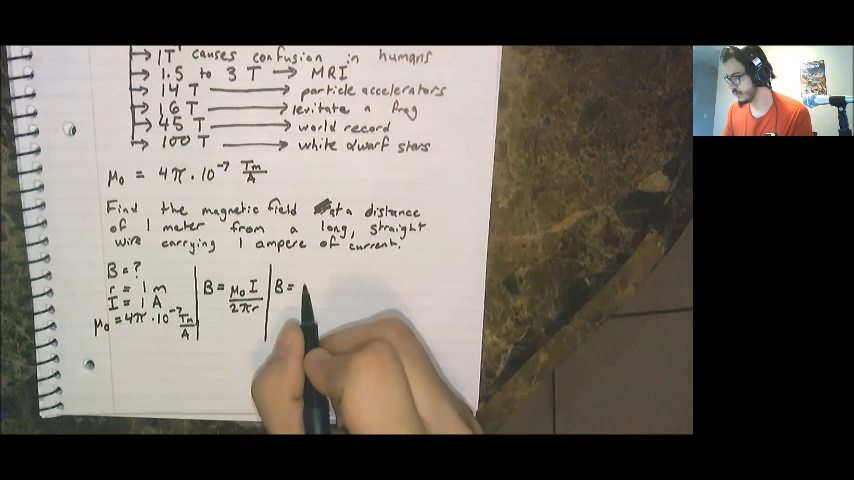 1T causes confusion in humans
1.5 to 3 T → MRI
14 T → particle accelerators
16 T → levitate a frog
45 T → world record
100 T → white dwarf stars
μ₀ = 4π · 10⁻⁷ Tm/A
Find the magnetic field at a distance
of 1 meter from a long, straight
wire carrying 1 ampere of current.
B = ?
r = 1 m
I = 1 A
μ₀ = 4π · 10⁻⁷ Tm/A
B = μ₀ I / 2πr
B =